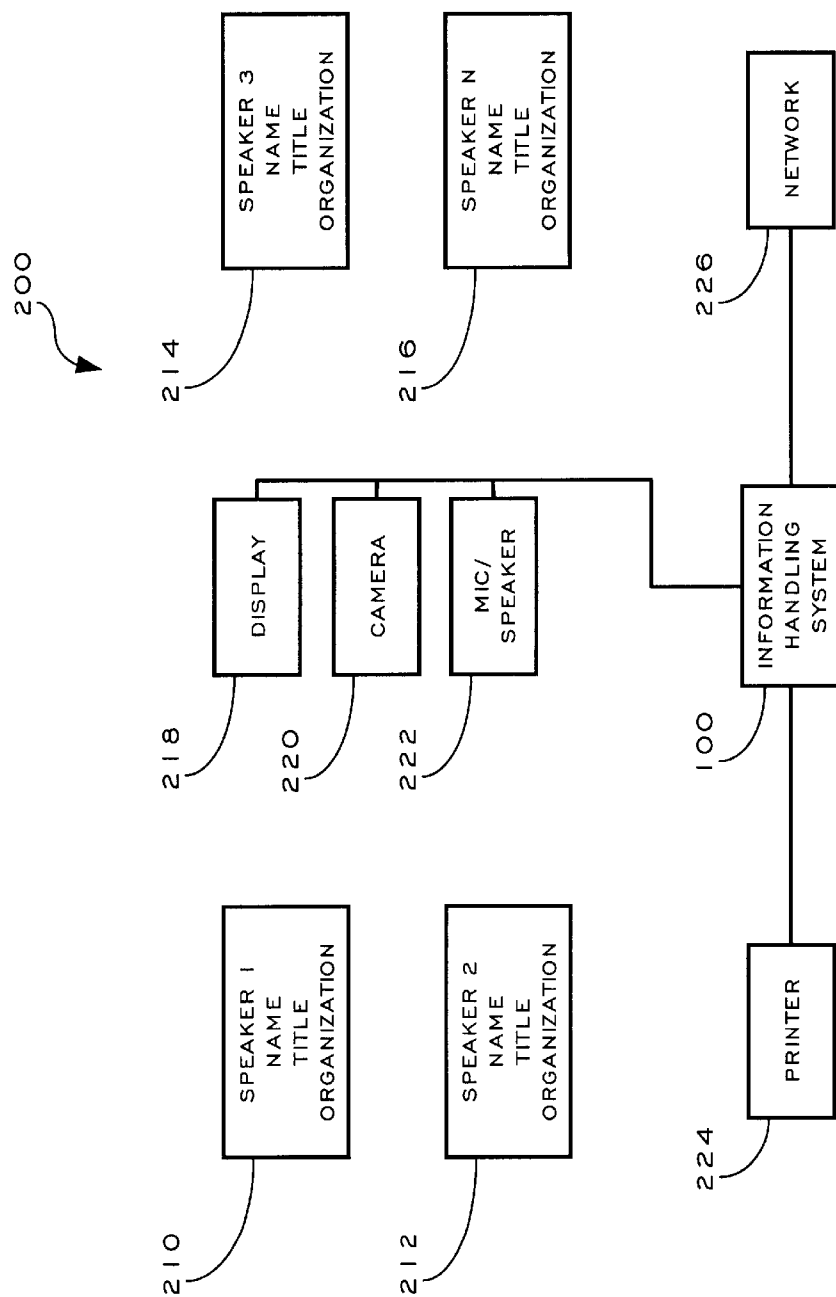 200
210
SPEAKER 1
NAME
TITLE
ORGANIZATION
212
SPEAKER 2
NAME
TITLE
ORGANIZATION
218
DISPLAY
220
CAMERA
222
MIC/
SPEAKER
214
SPEAKER 3
NAME
TITLE
ORGANIZATION
216
SPEAKER N
NAME
TITLE
ORGANIZATION
224
PRINTER
100
INFORMATION
HANDLING
SYSTEM
226
NETWORK